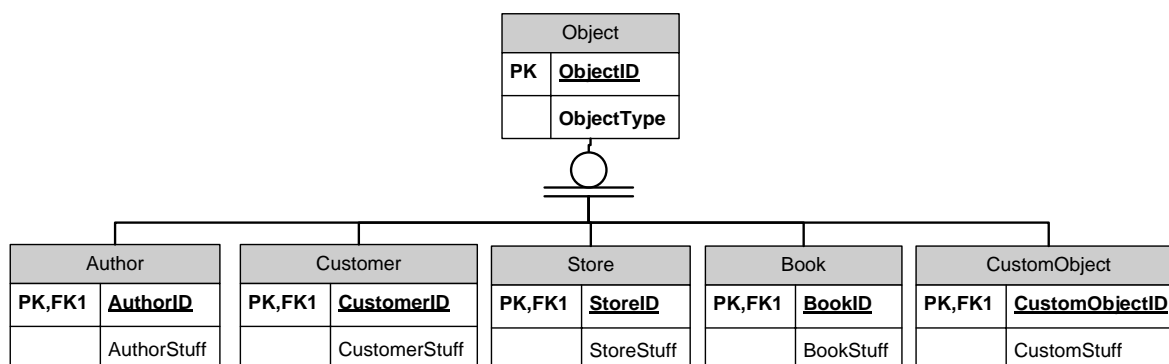 Object
PK ObjectID
ObjectType
Author
PK,FK1 AuthorID
AuthorStuff
Customer
PK,FK1 CustomerID
CustomerStuff
Store
PK,FK1 StoreID
StoreStuff
Book
PK,FK1 BookID
BookStuff
CustomObject
PK,FK1 CustomObjectID
CustomStuff